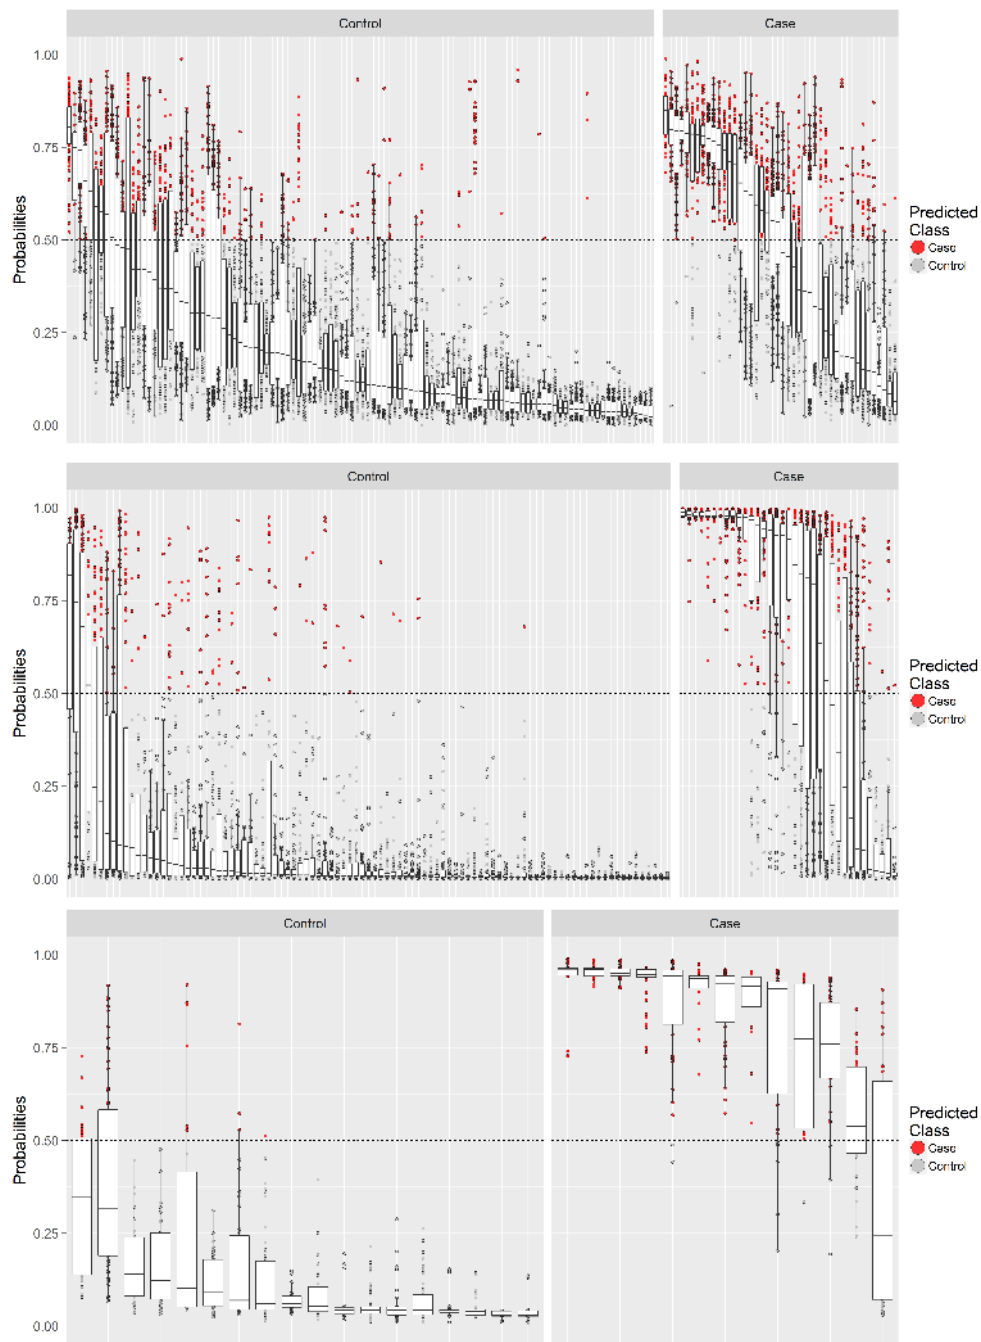 Control Case
1.00
0.75
0.50
0.25
0.00
Probabilities
Predicted
Class
Case
Control
Control Case
1.00
0.75
0.50
0.25
0.00
Probabilities
Predicted
Class
Case
Control
Control Case
1.00
0.75
0.50
0.25
0.00
Probabilities
Predicted
Class
Case
Control